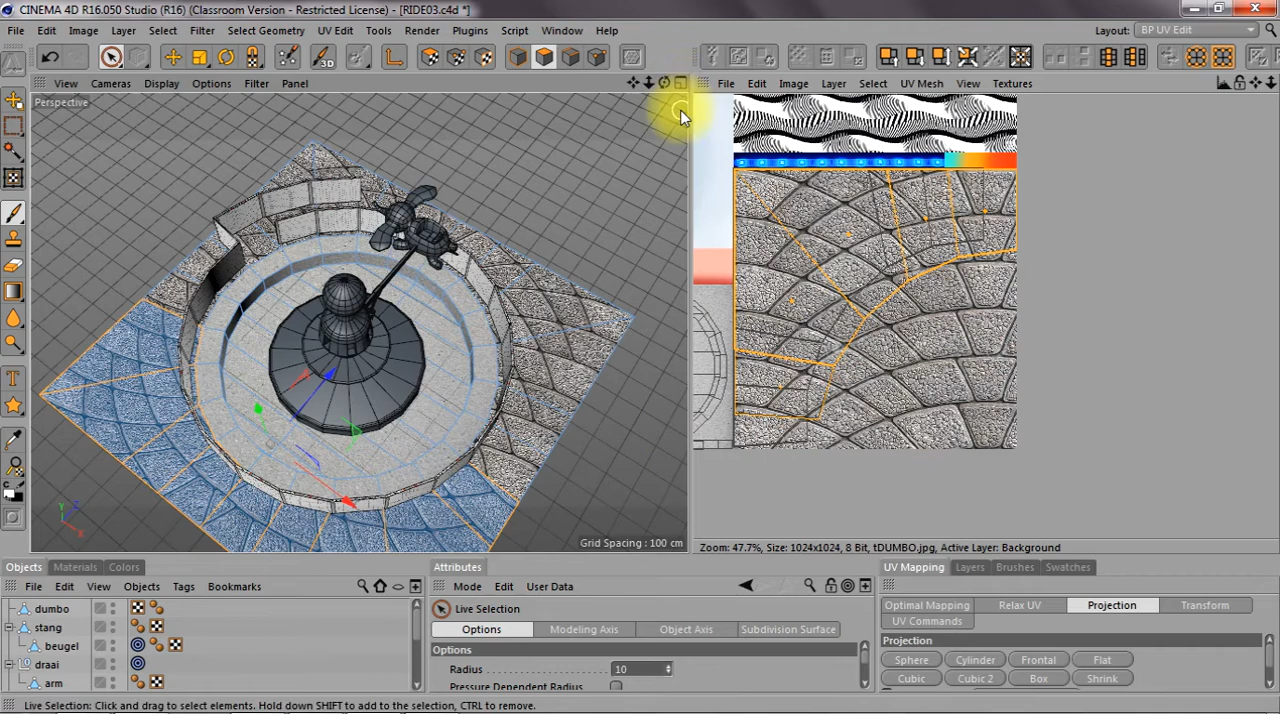 CINEMA 4D R16.050 Studio (R16) (Classroom Version - Restricted License) - [RIDE03.c4d *]
File Edit Image Layer Select Filter Select Geometry UV Edit Tools Render Plugins Script Window Help Layout: BP UV Edit
View Cameras Display Options Filter Panel
File Edit Image Layer Select UV Mesh View Textures
Perspective
Grid Spacing : 100 cm
Zoom: 47.7%, Size: 1024x1024, 8 Bit, tDUMBO.jpg, Active Layer: Background
Y
X
Z
Objects Materials Colors
File Edit View Objects Tags Bookmarks
dumbo
stang
beugel
draai
arm
Attributes
Mode Edit User Data
Live Selection
Options Modeling Axis Object Axis Subdivision Surface
Options
Radius 10
Pressure Dependent Radius
UV Mapping Layers Brushes Swatches
Optimal Mapping Relax UV Projection Transform
UV Commands
Projection
Sphere Cylinder Frontal Flat
Cubic Cubic 2 Box Shrink
Live Selection: Click and drag to select elements. Hold down SHIFT to add to the selection, CTRL to remove.